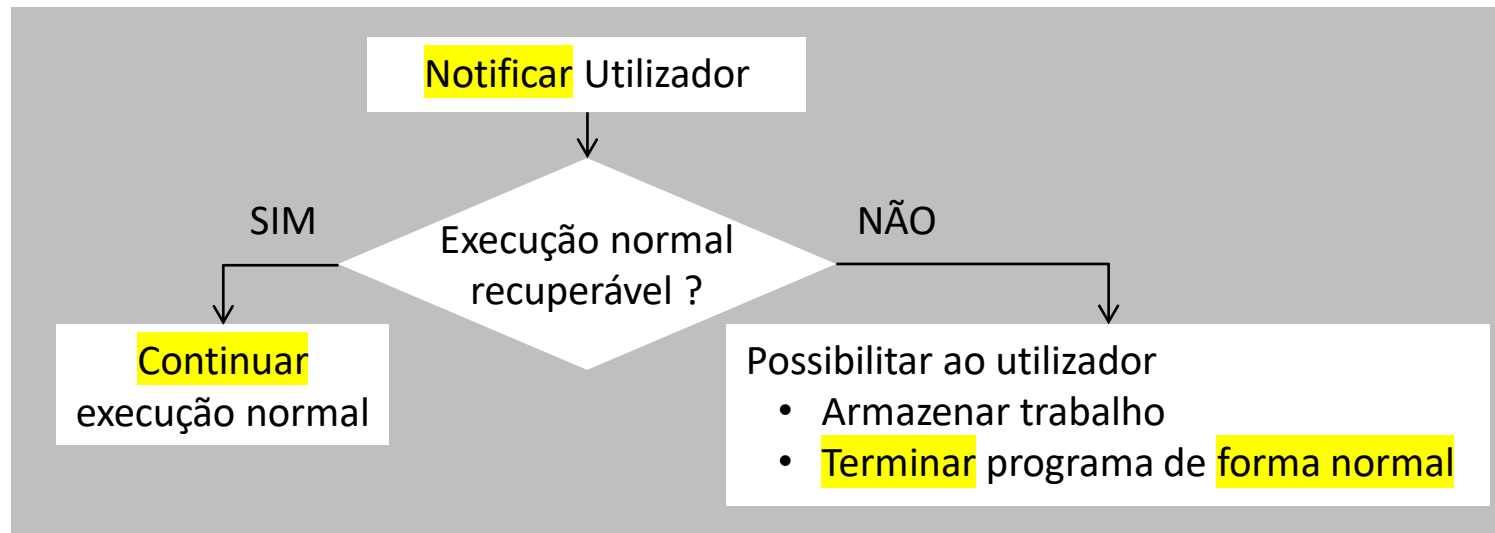 Notificar Utilizador
SIM
NÃO
Execução normal
recuperável ?
Continuar
execução normal
Possibilitar ao utilizador
• Armazenar trabalho
• Terminar programa de forma normal